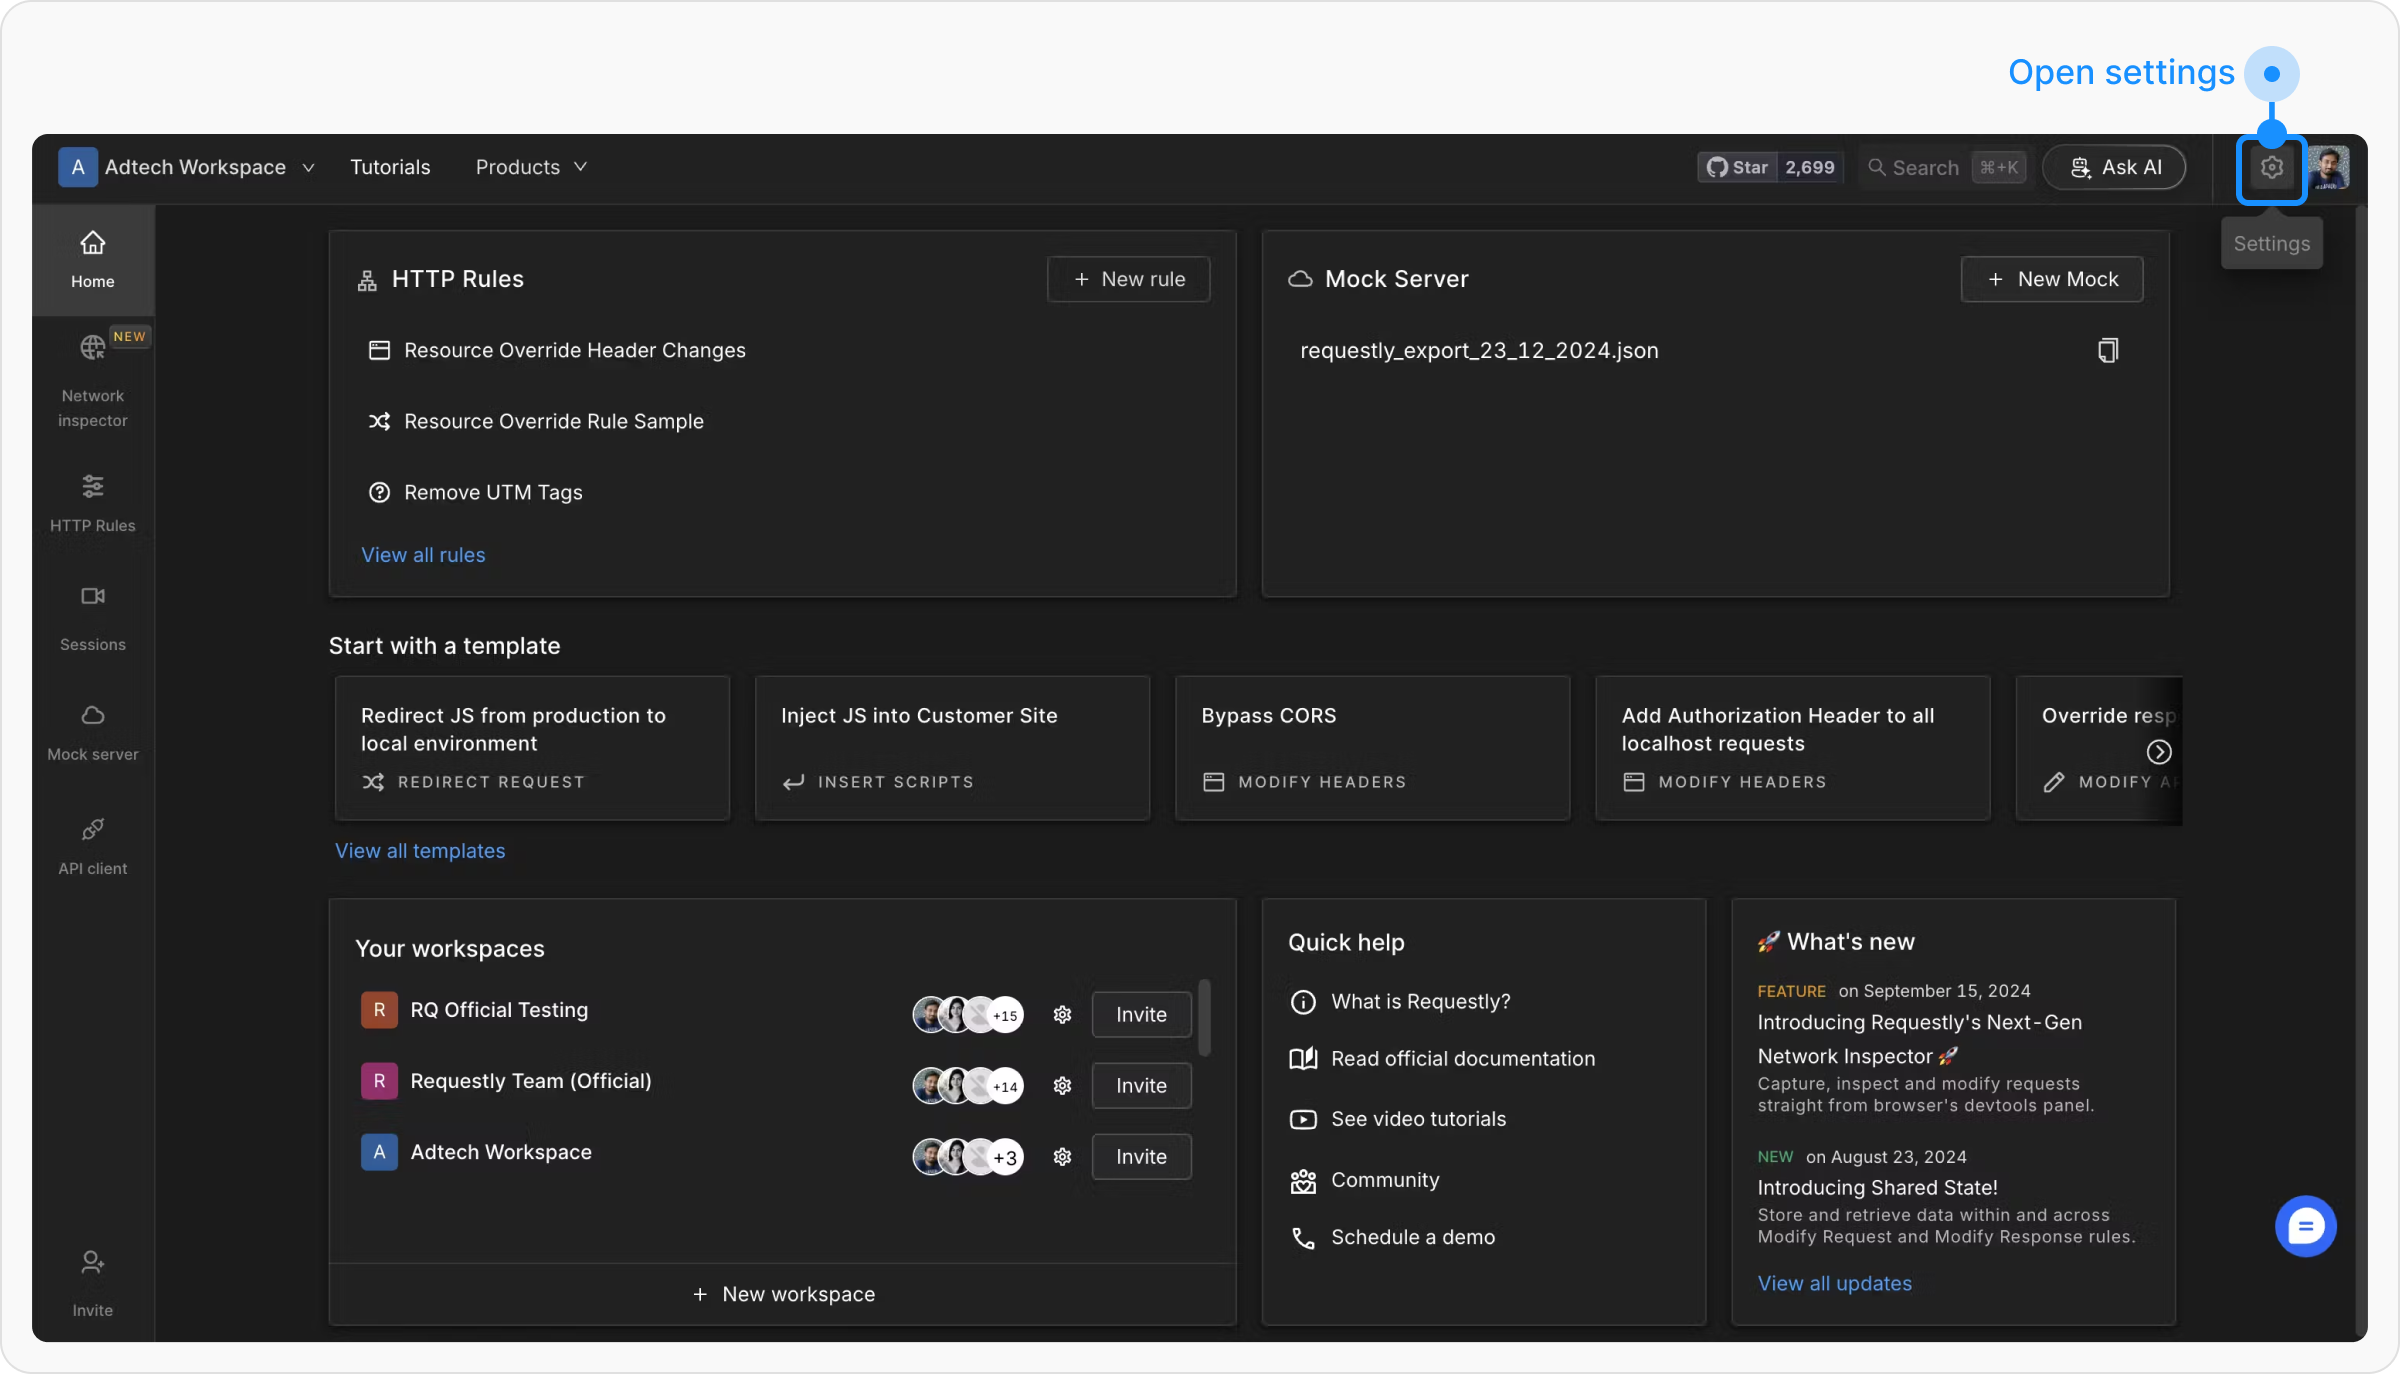 Open settings
A Adtech Workspace Tutorials Products Star 2,699 Search ⌘+K Ask AI
Settings
Home
NEW
Network
inspector
HTTP Rules
Sessions
Mock server
API client
Invite
HTTP Rules + New rule
Resource Override Header Changes
Resource Override Rule Sample
Remove UTM Tags
View all rules
Mock Server + New Mock
requestly_export_23_12_2024.json
Start with a template
Redirect JS from production to
local environment
REDIRECT REQUEST
Inject JS into Customer Site
INSERT SCRIPTS
Bypass CORS
MODIFY HEADERS
Add Authorization Header to all
localhost requests
MODIFY HEADERS
Override resp
MODIFY AP
View all templates
Your workspaces
R RQ Official Testing +15 Invite
R Requestly Team (Official) +14 Invite
A Adtech Workspace +3 Invite
+ New workspace
Quick help
What is Requestly?
Read official documentation
See video tutorials
Community
Schedule a demo
🚀 What's new
FEATURE on September 15, 2024
Introducing Requestly's Next-Gen
Network Inspector 🚀
Capture, inspect and modify requests
straight from browser's devtools panel.
NEW on August 23, 2024
Introducing Shared State!
Store and retrieve data within and across
Modify Request and Modify Response rules.
View all updates